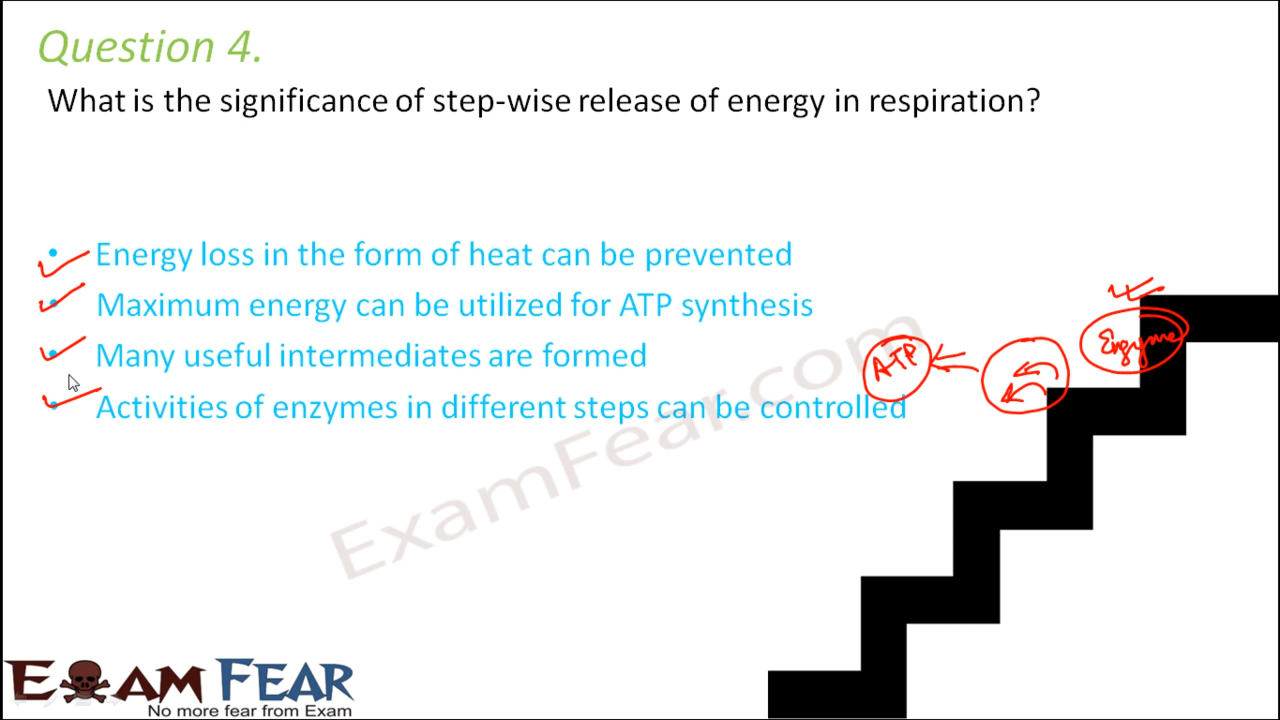 Question 4.
What is the significance of step-wise release of energy in respiration?
• Energy loss in the form of heat can be prevented
• Maximum energy can be utilized for ATP synthesis
• Many useful intermediates are formed
• Activities of enzymes in different steps can be controlled
Enzyme
ATP
ExamFear.com
EXAM FEAR
No more fear from Exam